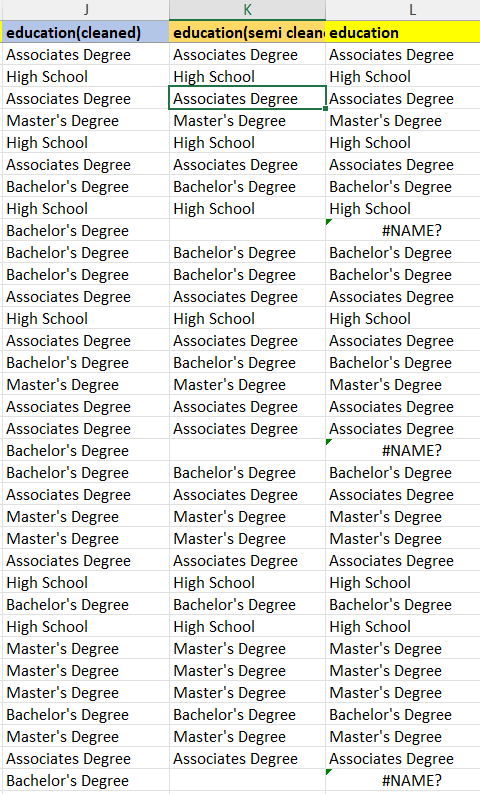 J K L
education(cleaned) education(semi clean education
Associates Degree Associates Degree Associates Degree
High School High School High School
Associates Degree Associates Degree Associates Degree
Master's Degree Master's Degree Master's Degree
High School High School High School
Associates Degree Associates Degree Associates Degree
Bachelor's Degree Bachelor's Degree Bachelor's Degree
High School High School High School
Bachelor's Degree #NAME?
Bachelor's Degree Bachelor's Degree Bachelor's Degree
Bachelor's Degree Bachelor's Degree Bachelor's Degree
Associates Degree Associates Degree Associates Degree
High School High School High School
Associates Degree Associates Degree Associates Degree
Bachelor's Degree Bachelor's Degree Bachelor's Degree
Master's Degree Master's Degree Master's Degree
Associates Degree Associates Degree Associates Degree
Associates Degree Associates Degree Associates Degree
Bachelor's Degree #NAME?
Bachelor's Degree Bachelor's Degree Bachelor's Degree
Associates Degree Associates Degree Associates Degree
Master's Degree Master's Degree Master's Degree
Master's Degree Master's Degree Master's Degree
Associates Degree Associates Degree Associates Degree
High School High School High School
Bachelor's Degree Bachelor's Degree Bachelor's Degree
High School High School High School
Master's Degree Master's Degree Master's Degree
Master's Degree Master's Degree Master's Degree
Master's Degree Master's Degree Master's Degree
Bachelor's Degree Bachelor's Degree Bachelor's Degree
Master's Degree Master's Degree Master's Degree
Associates Degree Associates Degree Associates Degree
Bachelor's Degree #NAME?